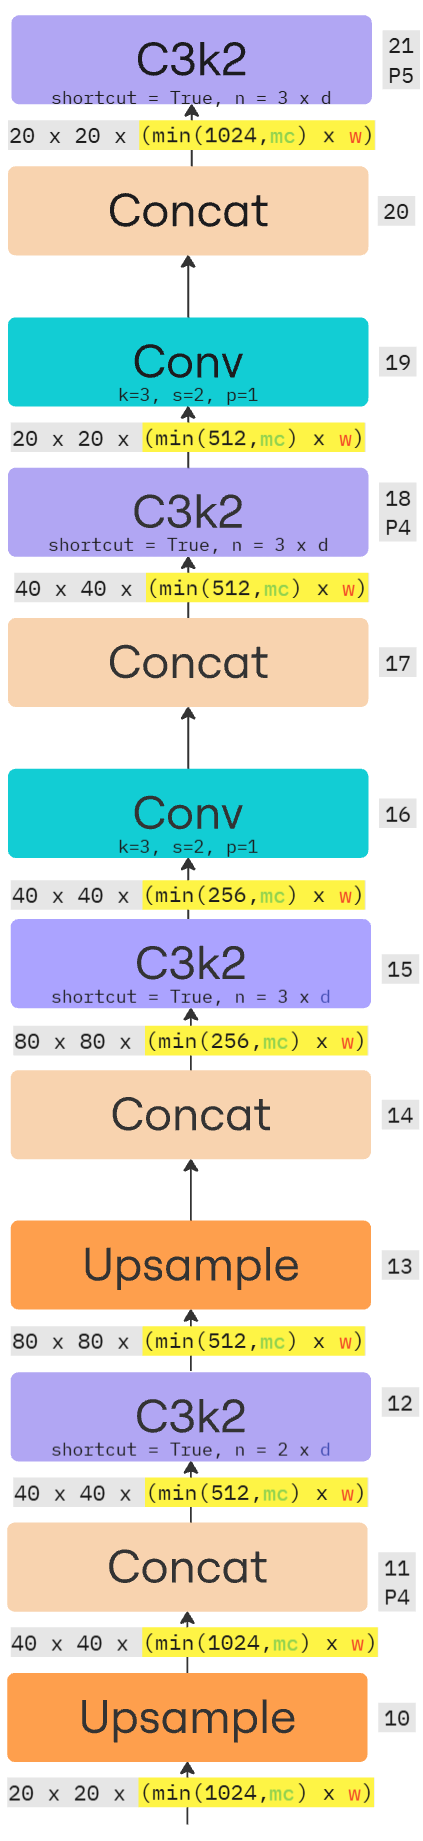 C3k2
shortcut = True, n = 3 x d
21
P5
20 x 20 x (min(1024,mc) x w)
Concat
20
Conv
k=3, s=2, p=1
19
20 x 20 x (min(512,mc) x w)
C3k2
shortcut = True, n = 3 x d
18
P4
40 x 40 x (min(512,mc) x w)
Concat
17
Conv
k=3, s=2, p=1
16
40 x 40 x (min(256,mc) x w)
C3k2
shortcut = True, n = 3 x d
15
80 x 80 x (min(256,mc) x w)
Concat
14
Upsample
13
80 x 80 x (min(512,mc) x w)
C3k2
shortcut = True, n = 2 x d
12
40 x 40 x (min(512,mc) x w)
Concat
11
P4
40 x 40 x (min(1024,mc) x w)
Upsample
10
20 x 20 x (min(1024,mc) x w)